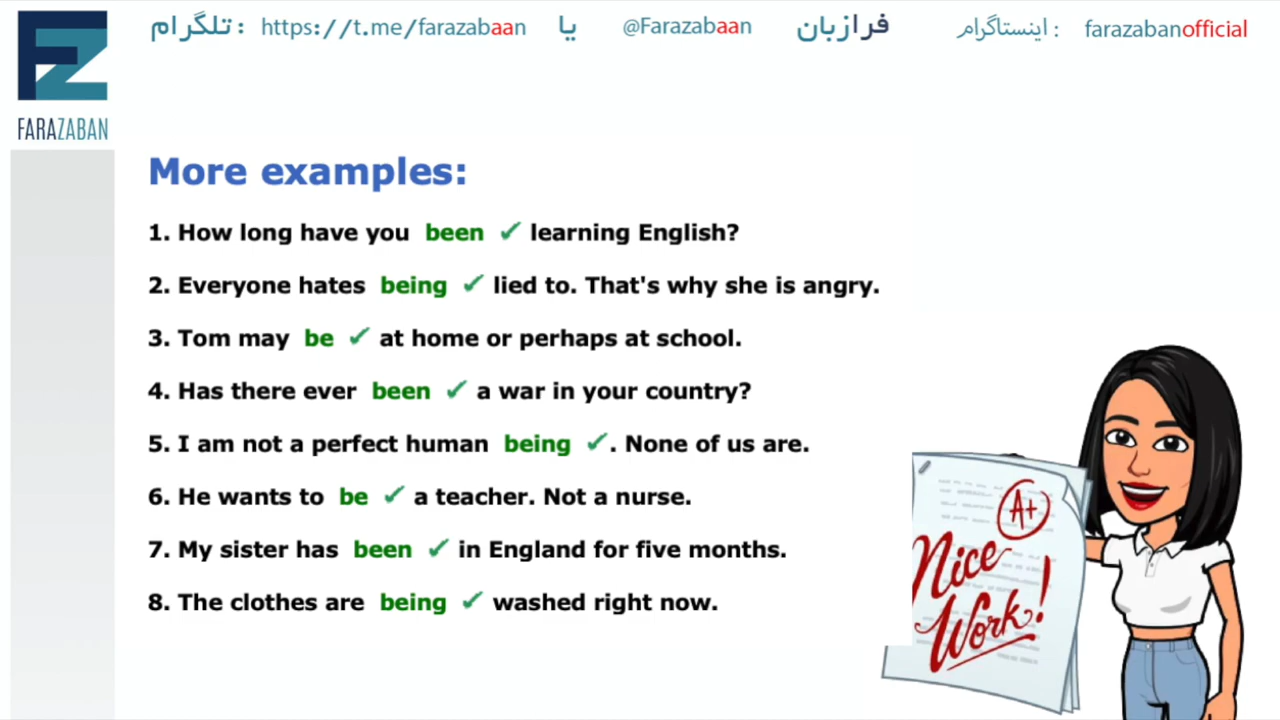 تلگرام : https://t.me/farazabaan یا @Farazabaan فرازبان
اینستاگرام : farazabanofficial
FZ
FARAZABAN
More examples:
1. How long have you been ✓ learning English?
2. Everyone hates being ✓ lied to. That's why she is angry.
3. Tom may be ✓ at home or perhaps at school.
4. Has there ever been ✓ a war in your country?
5. I am not a perfect human being ✓. None of us are.
6. He wants to be ✓ a teacher. Not a nurse.
7. My sister has been ✓ in England for five months.
8. The clothes are being ✓ washed right now.
A+
Nice
Work!